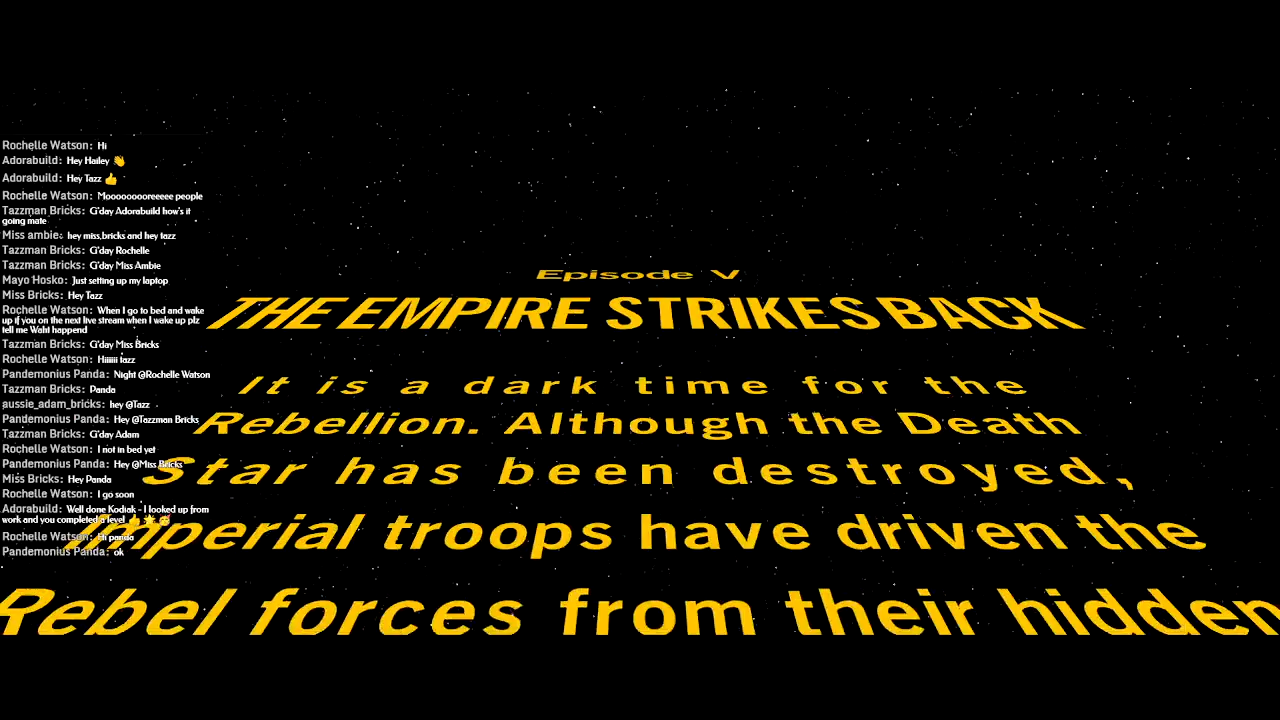 Rochelle Watson: Hi
Adorabuild: Hey Hailey 👋
Adorabuild: Hey Tazz 👍
Rochelle Watson: Mooooooooreeeee people
Tazzman Bricks: G'day Adorabuild how's it
going mate
Miss ambie: hey miss,bricks and hey tazz
Tazzman Bricks: G'day Rochelle
Tazzman Bricks: G'day Miss Ambie
Mayo Hosko: Just setting up my laptop
Miss Bricks: Hey Tazz
Rochelle Watson: When I go to bed and wake
up if you on the next live stream when I wake up plz
tell me Waht happend
Tazzman Bricks: G'day Miss Bricks
Rochelle Watson: Hiiiiii tazz
Pandemonius Panda: Night @Rochelle Watson
Tazzman Bricks: Panda
aussie_adam_bricks: hey @Tazz
Pandemonius Panda: Hey @Tazzman Bricks
Tazzman Bricks: G'day Adam
Rochelle Watson: I not in bed yet
Pandemonius Panda: Hey @Miss Bricks
Miss Bricks: Hey Panda
Rochelle Watson: I go soon
Adorabuild: Well done Kodiak - I looked up from
work and you completed a level 👍🌟🥳
Rochelle Watson: Hi panda
Pandemonius Panda: ok
Episode V
THE EMPIRE STRIKES BACK
It is a dark time for the
Rebellion. Although the Death
Star has been destroyed,
Imperial troops have driven the
Rebel forces from their hidden